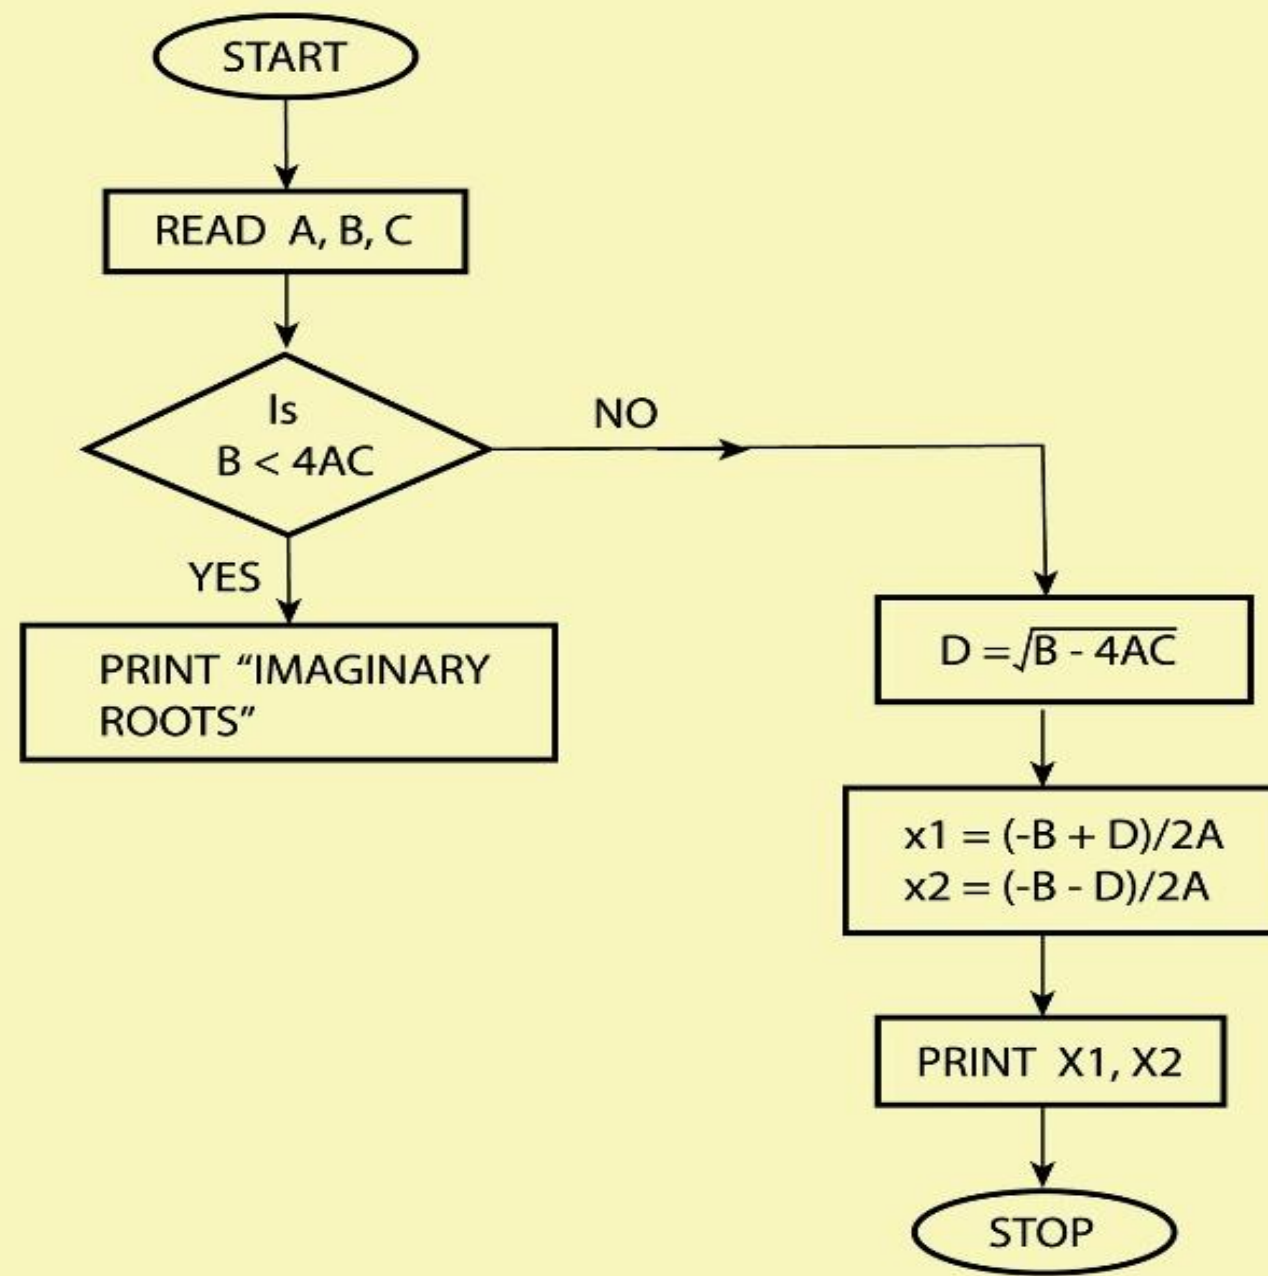 START
READ A, B, C
Is
B < 4AC
NO
YES
PRINT “IMAGINARY
ROOTS”
D = √B - 4AC
x1 = (-B + D)/2A
x2 = (-B - D)/2A
PRINT X1, X2
STOP